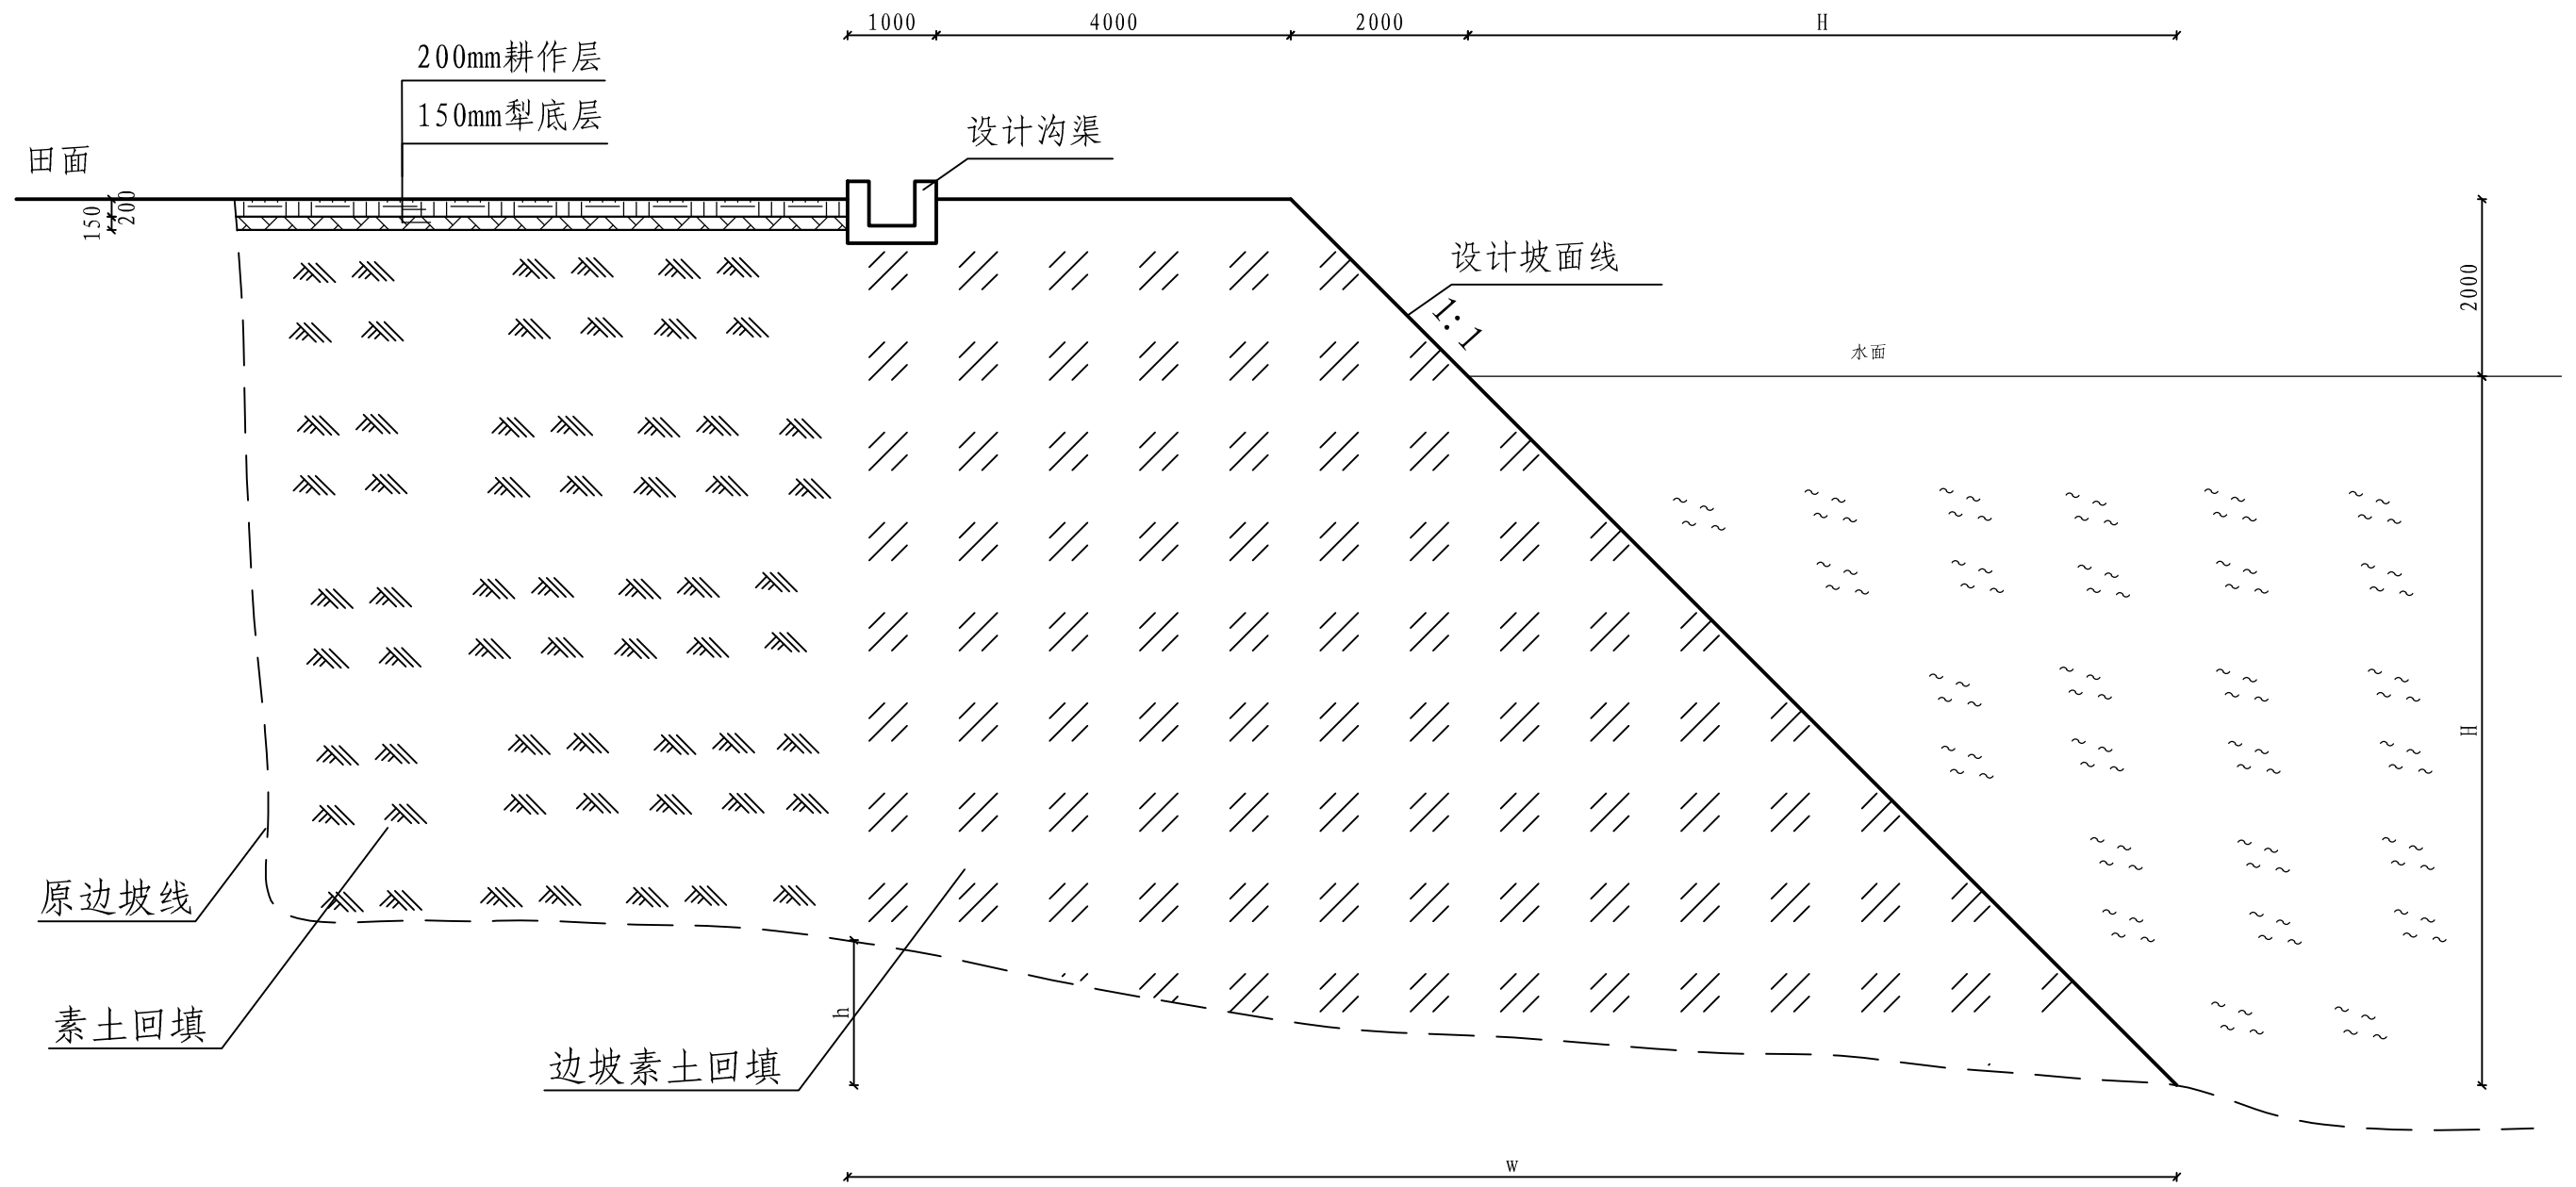 1000
4000
2000
H
200mm耕作层
150mm犁底层
设计沟渠
田面
150
200
设计坡面线
1:1
2000
水面
H
原边坡线
素土回填
h
边坡素土回填
w